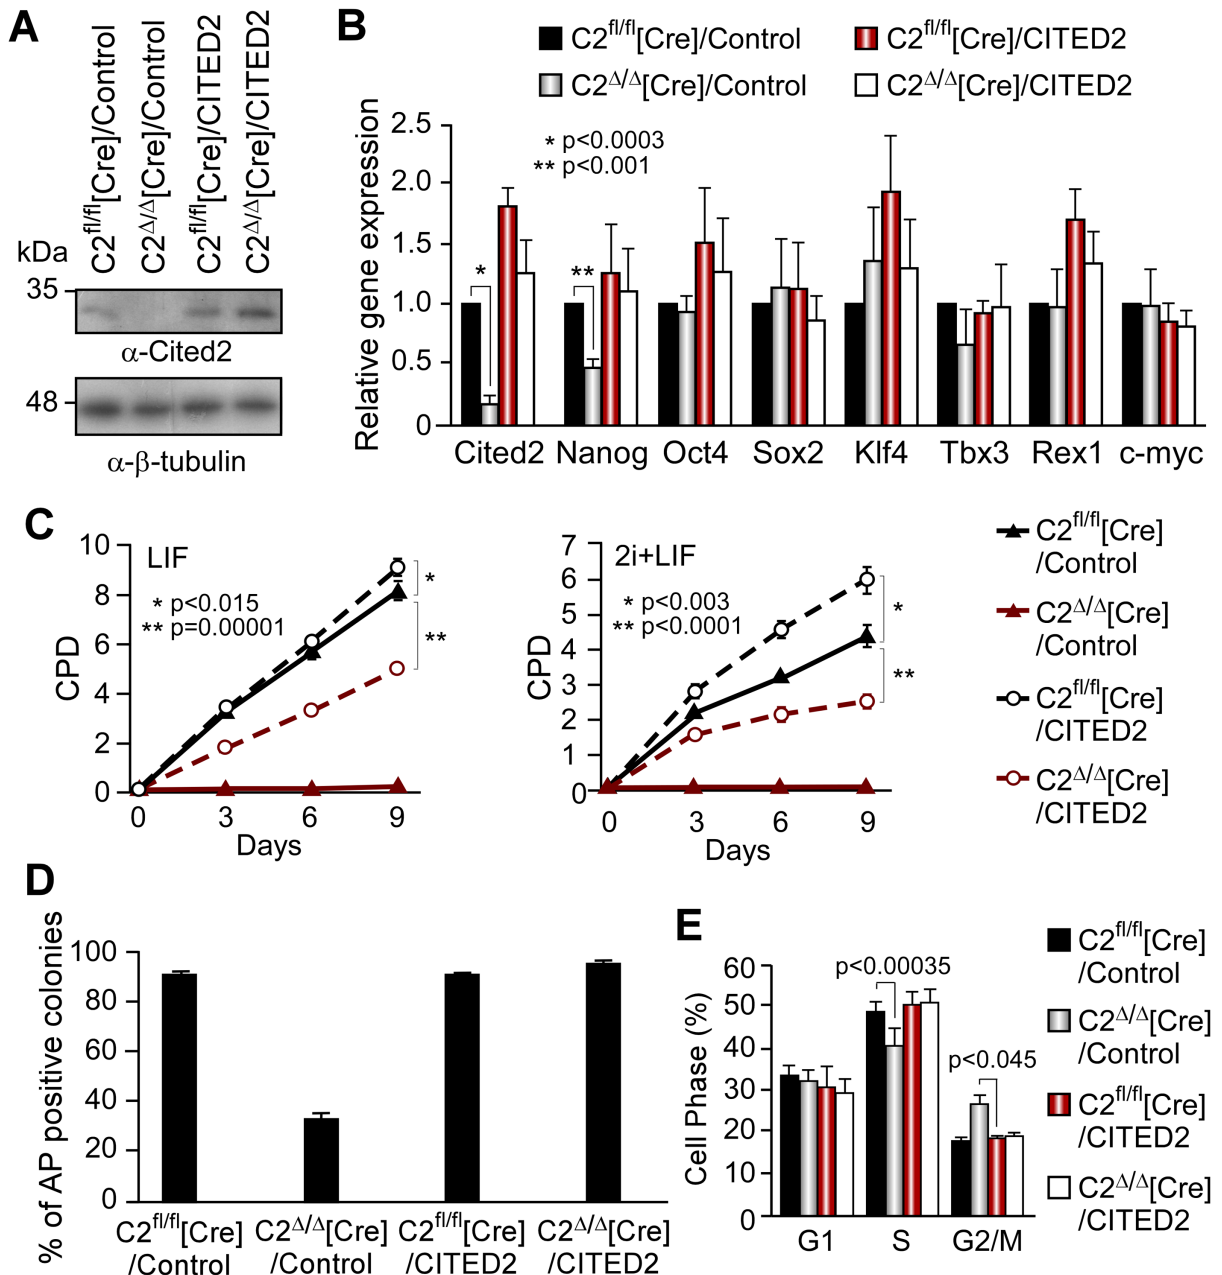 A
C2fl/fl[Cre]/Control
C2Δ/Δ[Cre]/Control
C2fl/fl[Cre]/CITED2
C2Δ/Δ[Cre]/CITED2
kDa
35
α-Cited2
48
α-β-tubulin
B
C2fl/fl[Cre]/Control
C2fl/fl[Cre]/CITED2
C2Δ/Δ[Cre]/Control
C2Δ/Δ[Cre]/CITED2
Relative gene expression
2.5
2.0
1.5
1.0
0.5
0
* p<0.0003
** p<0.001
*
**
Cited2 Nanog Oct4 Sox2 Klf4 Tbx3 Rex1 c-myc
C
CPD
10
8
6
4
2
0
LIF
* p<0.015
** p=0.00001
*
**
0 3 6 9
Days
CPD
7
6
5
4
3
2
1
0
2i+LIF
* p<0.003
** p<0.0001
*
**
0 3 6 9
Days
C2fl/fl[Cre]
/Control
C2Δ/Δ[Cre]
/Control
C2fl/fl[Cre]
/CITED2
C2Δ/Δ[Cre]
/CITED2
D
% of AP positive colonies
100
80
60
40
20
0
C2fl/fl[Cre]
/Control
C2Δ/Δ[Cre]
/Control
C2fl/fl[Cre]
/CITED2
C2Δ/Δ[Cre]
/CITED2
E
Cell Phase (%)
60
50
40
30
20
10
0
p<0.00035
p<0.045
G1 S G2/M
C2fl/fl[Cre]
/Control
C2Δ/Δ[Cre]
/Control
C2fl/fl[Cre]
/CITED2
C2Δ/Δ[Cre]
/CITED2